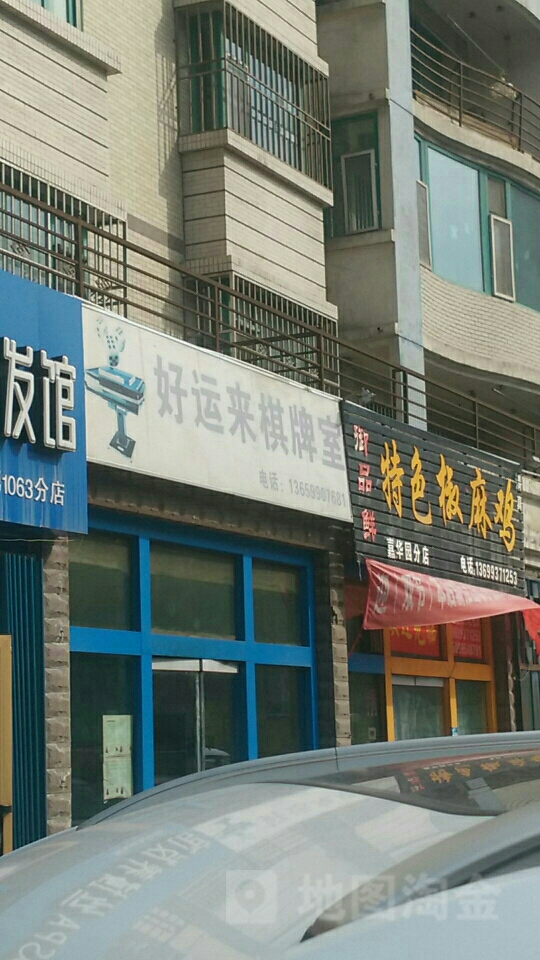 发馆
1063分店
好运来棋牌室
电话：13659907681
御品鲜
特色椒麻鸡
嘉华园分店
电话:13699371253
地图淘金